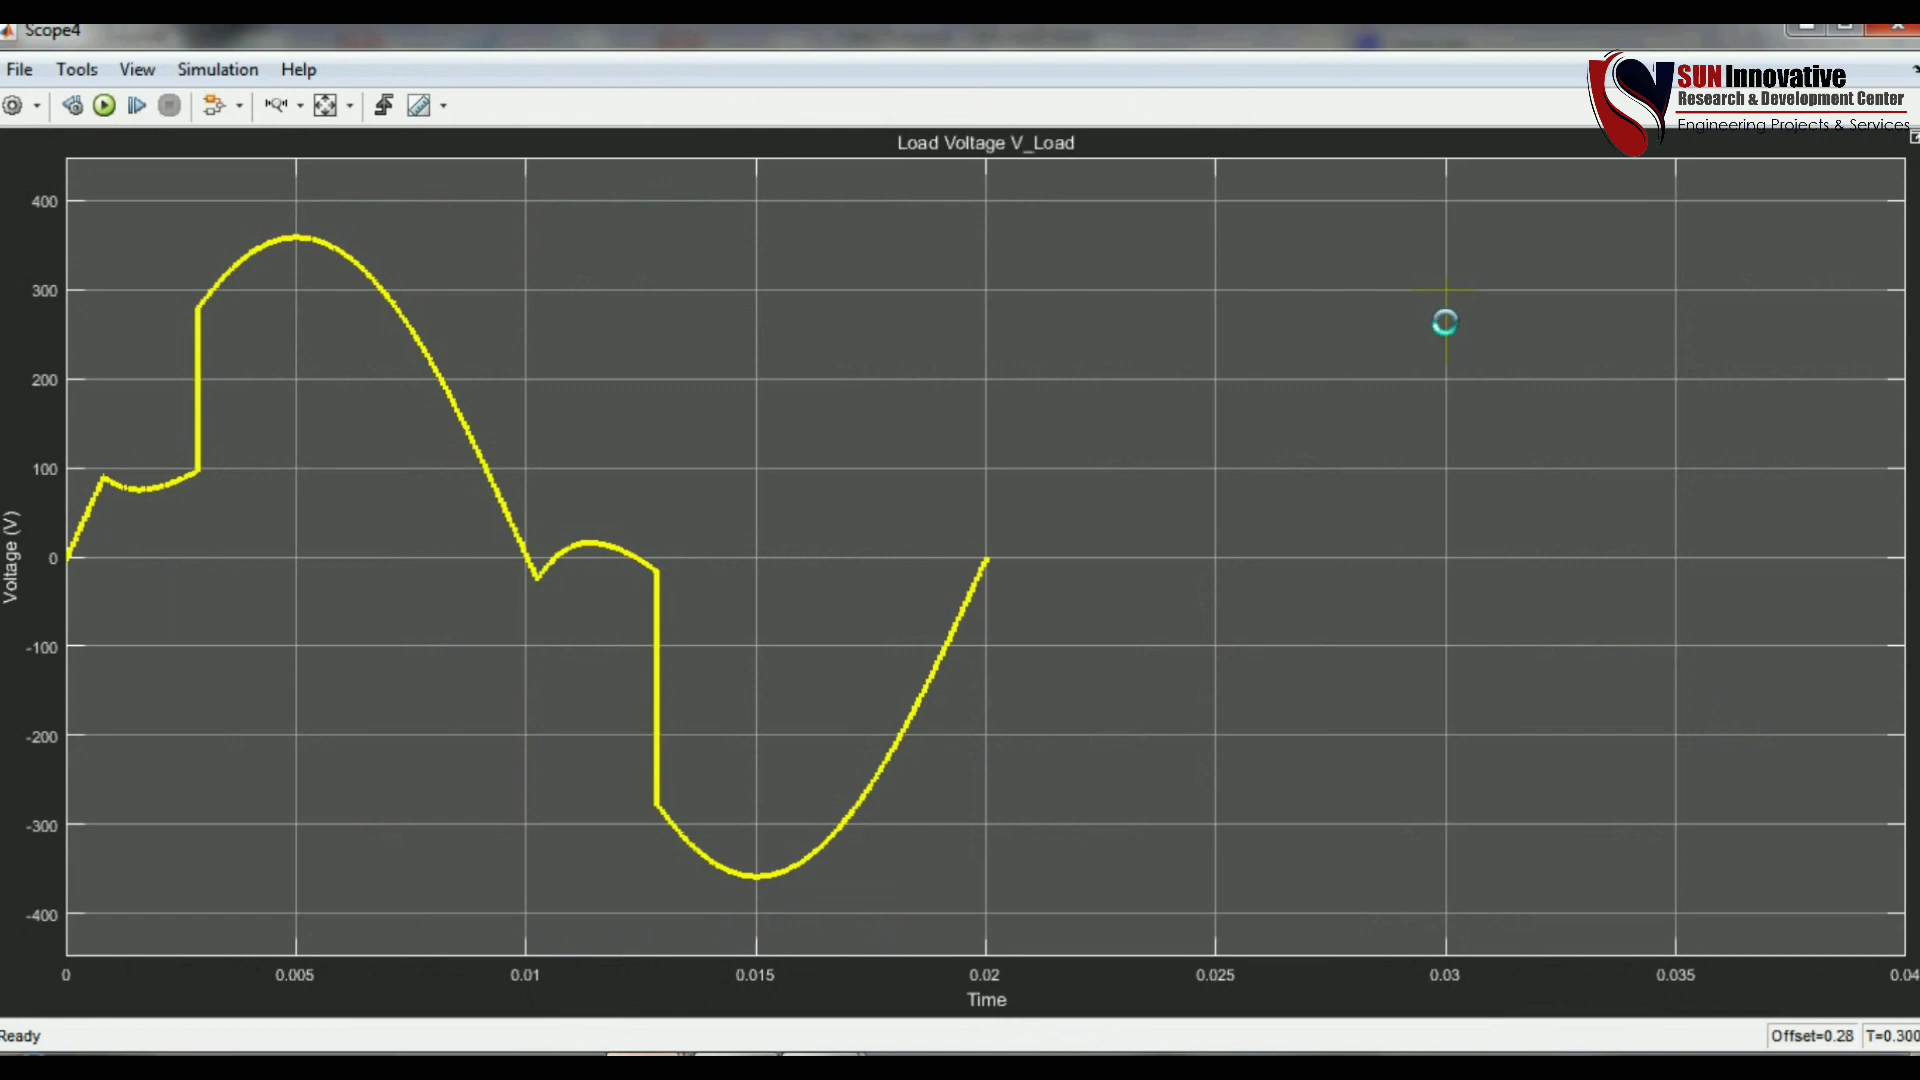 Scope4
File Tools View Simulation Help
SUN Innovative
Research & Development Center
Engineering Projects & Services
Load Voltage V_Load
400
300
200
100
0
-100
-200
-300
-400
Voltage (V)
0 0.005 0.01 0.015 0.02 0.025 0.03 0.035 0.04
Time
Ready
Offset=0.28 T=0.300